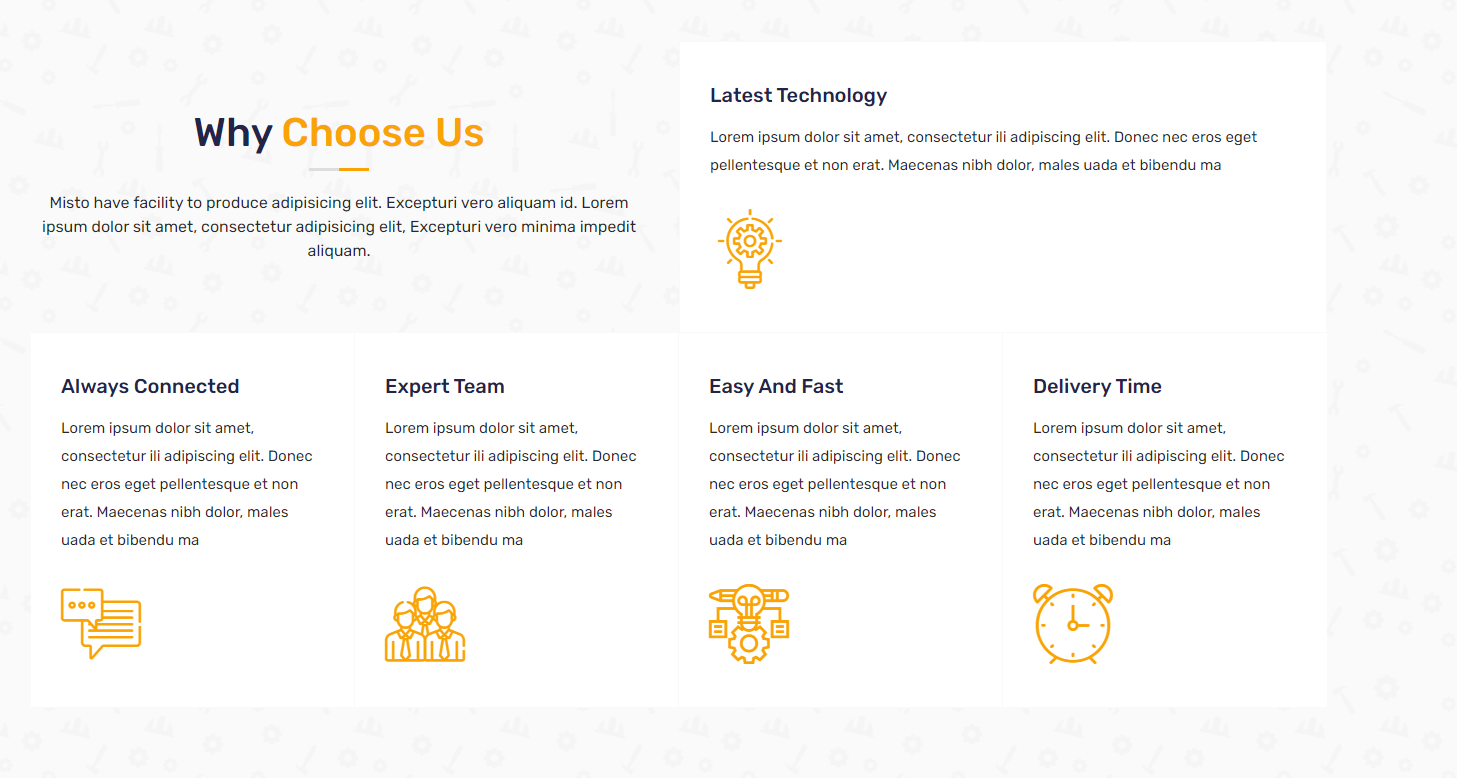 Why Choose Us
Misto have facility to produce adipisicing elit. Excepturi vero aliquam id. Lorem
ipsum dolor sit amet, consectetur adipisicing elit, Excepturi vero minima impedit
aliquam.
Latest Technology
Lorem ipsum dolor sit amet, consectetur ili adipiscing elit. Donec nec eros eget
pellentesque et non erat. Maecenas nibh dolor, males uada et bibendu ma
Always Connected
Lorem ipsum dolor sit amet,
consectetur ili adipiscing elit. Donec
nec eros eget pellentesque et non
erat. Maecenas nibh dolor, males
uada et bibendu ma
Expert Team
Lorem ipsum dolor sit amet,
consectetur ili adipiscing elit. Donec
nec eros eget pellentesque et non
erat. Maecenas nibh dolor, males
uada et bibendu ma
Easy And Fast
Lorem ipsum dolor sit amet,
consectetur ili adipiscing elit. Donec
nec eros eget pellentesque et non
erat. Maecenas nibh dolor, males
uada et bibendu ma
Delivery Time
Lorem ipsum dolor sit amet,
consectetur ili adipiscing elit. Donec
nec eros eget pellentesque et non
erat. Maecenas nibh dolor, males
uada et bibendu ma